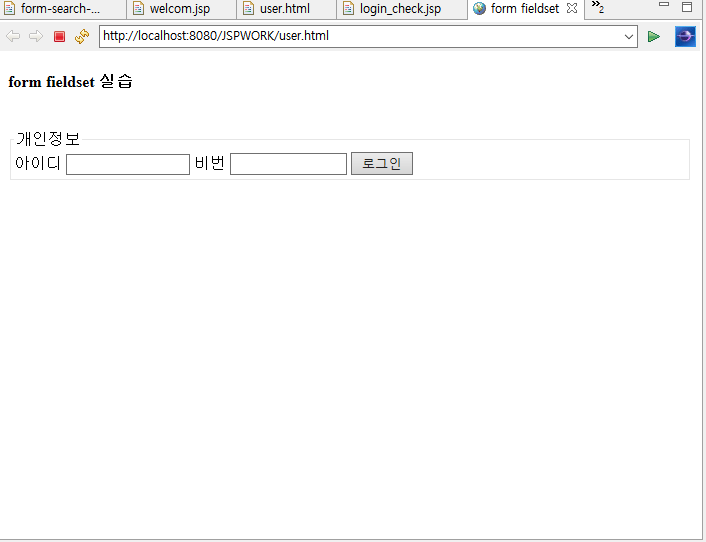 form-search-... welcom.jsp user.html login_check.jsp form fieldset »2
http://localhost:8080/JSPWORK/user.html
form fieldset 실습
개인정보
아이디 비번 로그인